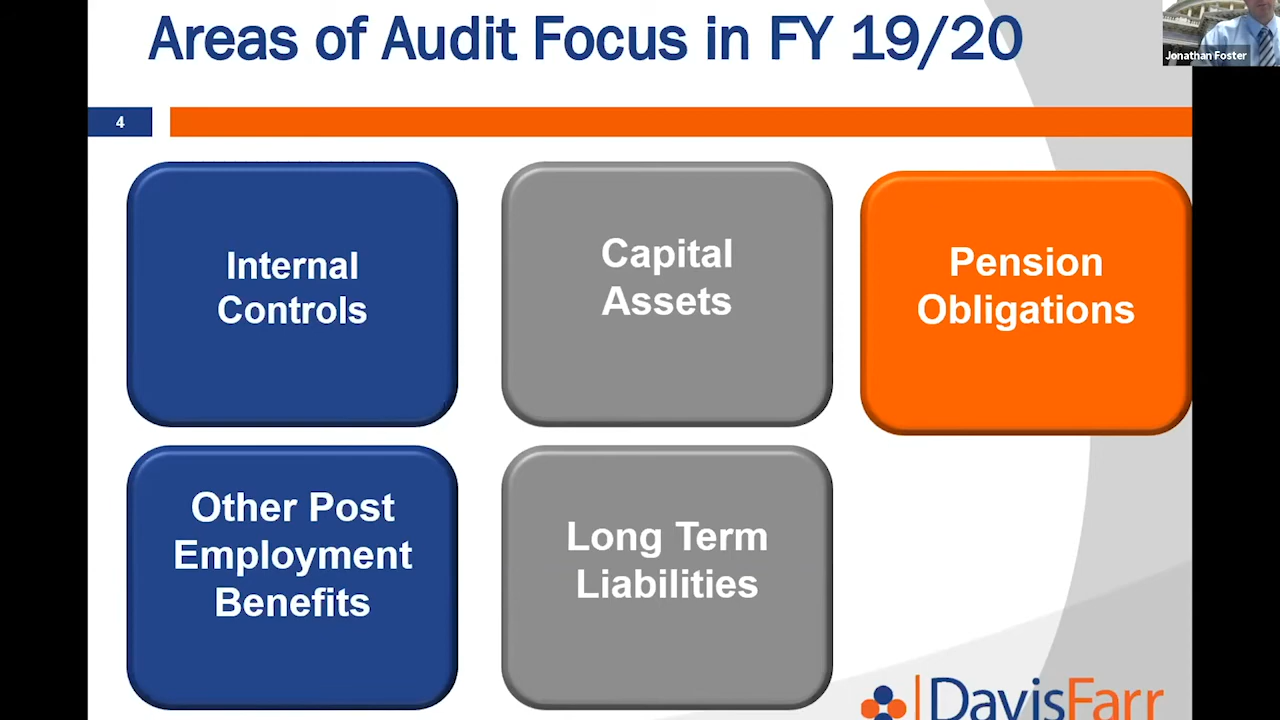 Areas of Audit Focus in FY 19/20
Jonathan Foster
4
Internal
Controls
Capital
Assets
Pension
Obligations
Other Post
Employment
Benefits
Long Term
Liabilities
DavisFarr